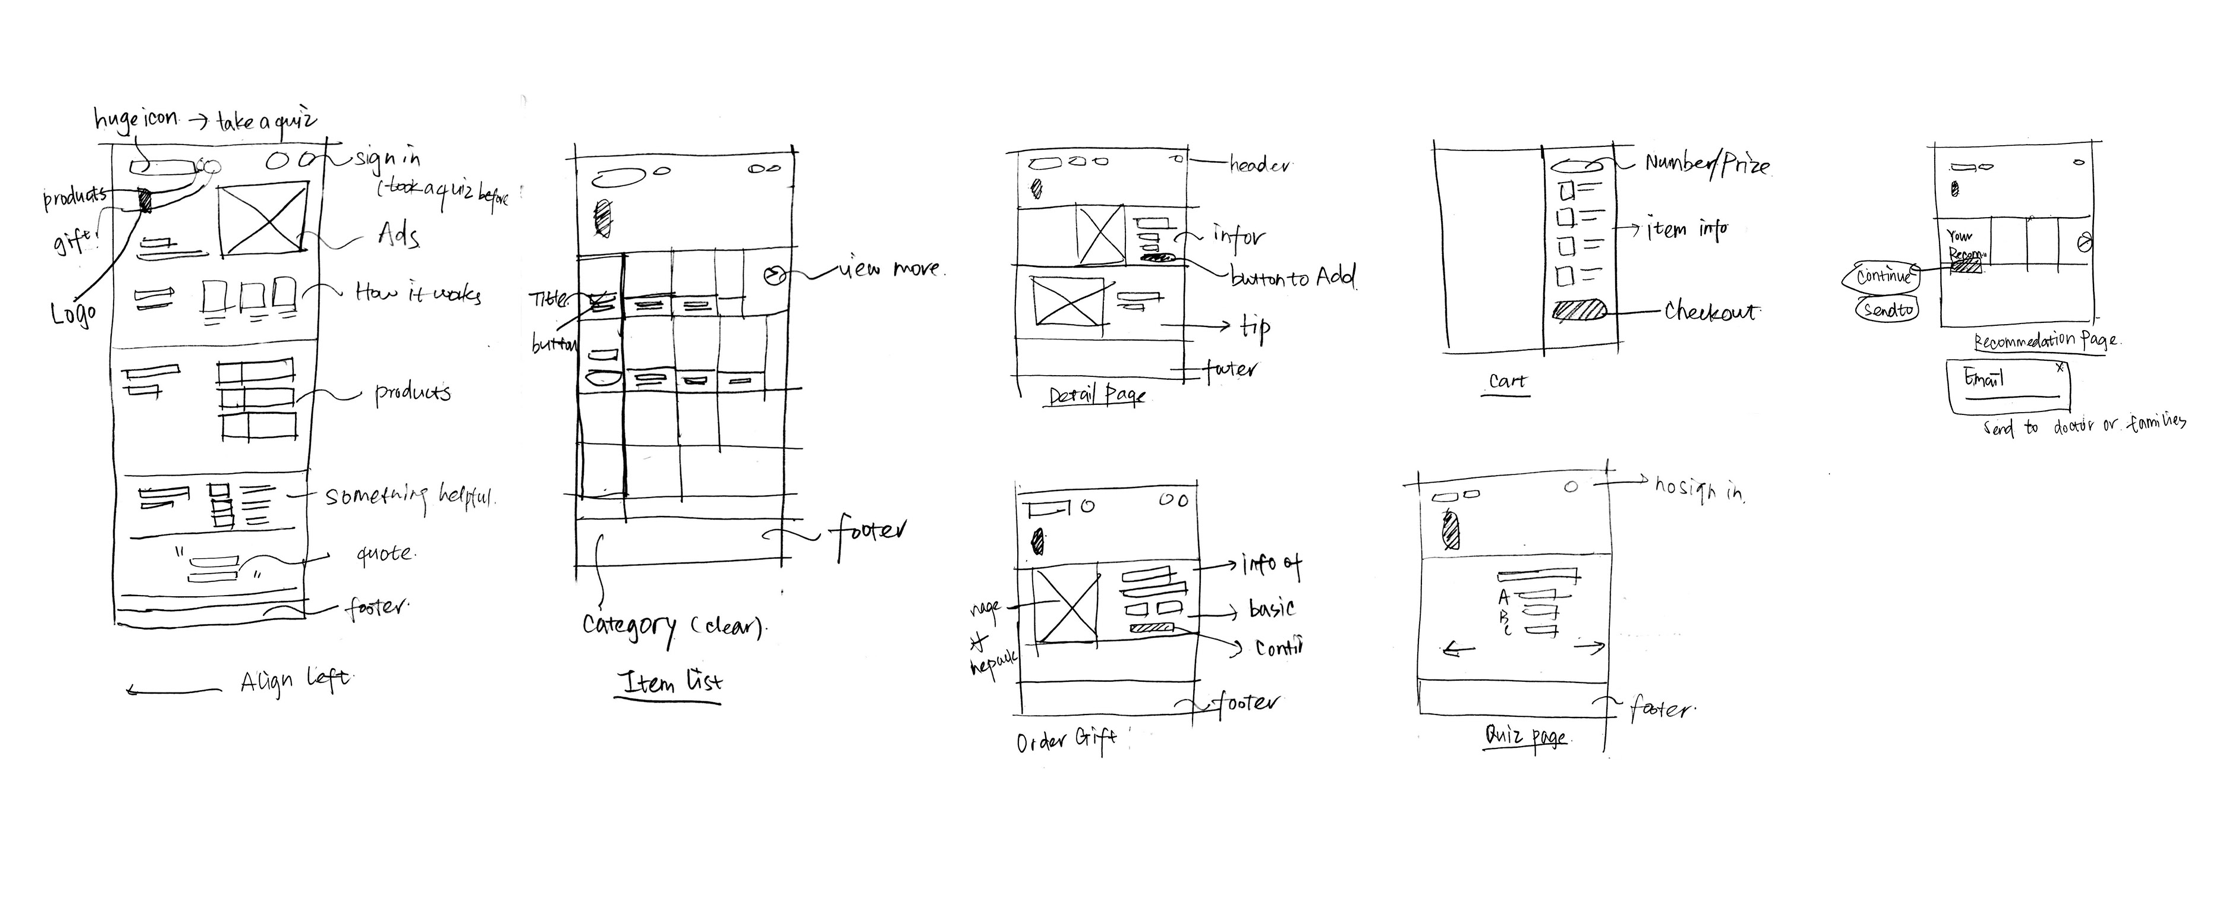 huge icon → take a quiz
sign in
(took a quiz before
products
gift
Logo
Ads
How it works
products
something helpful.
quote.
footer.
← Align left
Title
button
view more.
footer
Category (clear).
Item list
header
infor
button to Add
tip
footer
Detail Page
Number/Prize
item info
checkout
Cart
Your
Recom
Continue
Send to
Recommedation Page.
Email
x
Send to doctor or families
info of
basic
conti
of
footer
Order Gift
no sign in.
A
B
C
footer.
Quiz page